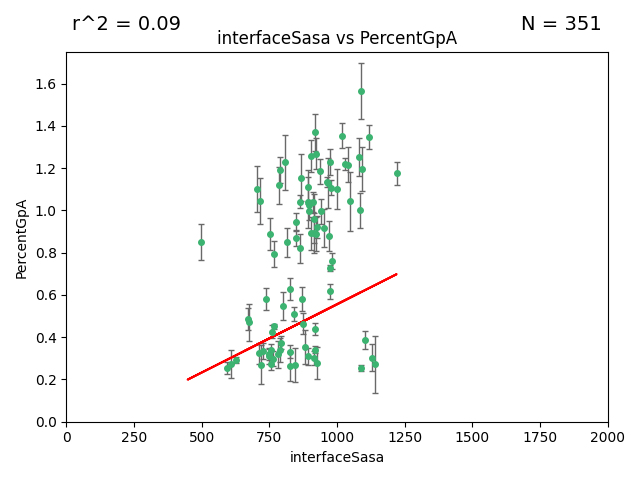 r^2 = 0.09
N = 351
interfaceSasa vs PercentGpA
PercentGpA
1.6
1.4
1.2
1.0
0.8
0.6
0.4
0.2
0.0
0 250 500 750 1000 1250 1500 1750 2000
interfaceSasa